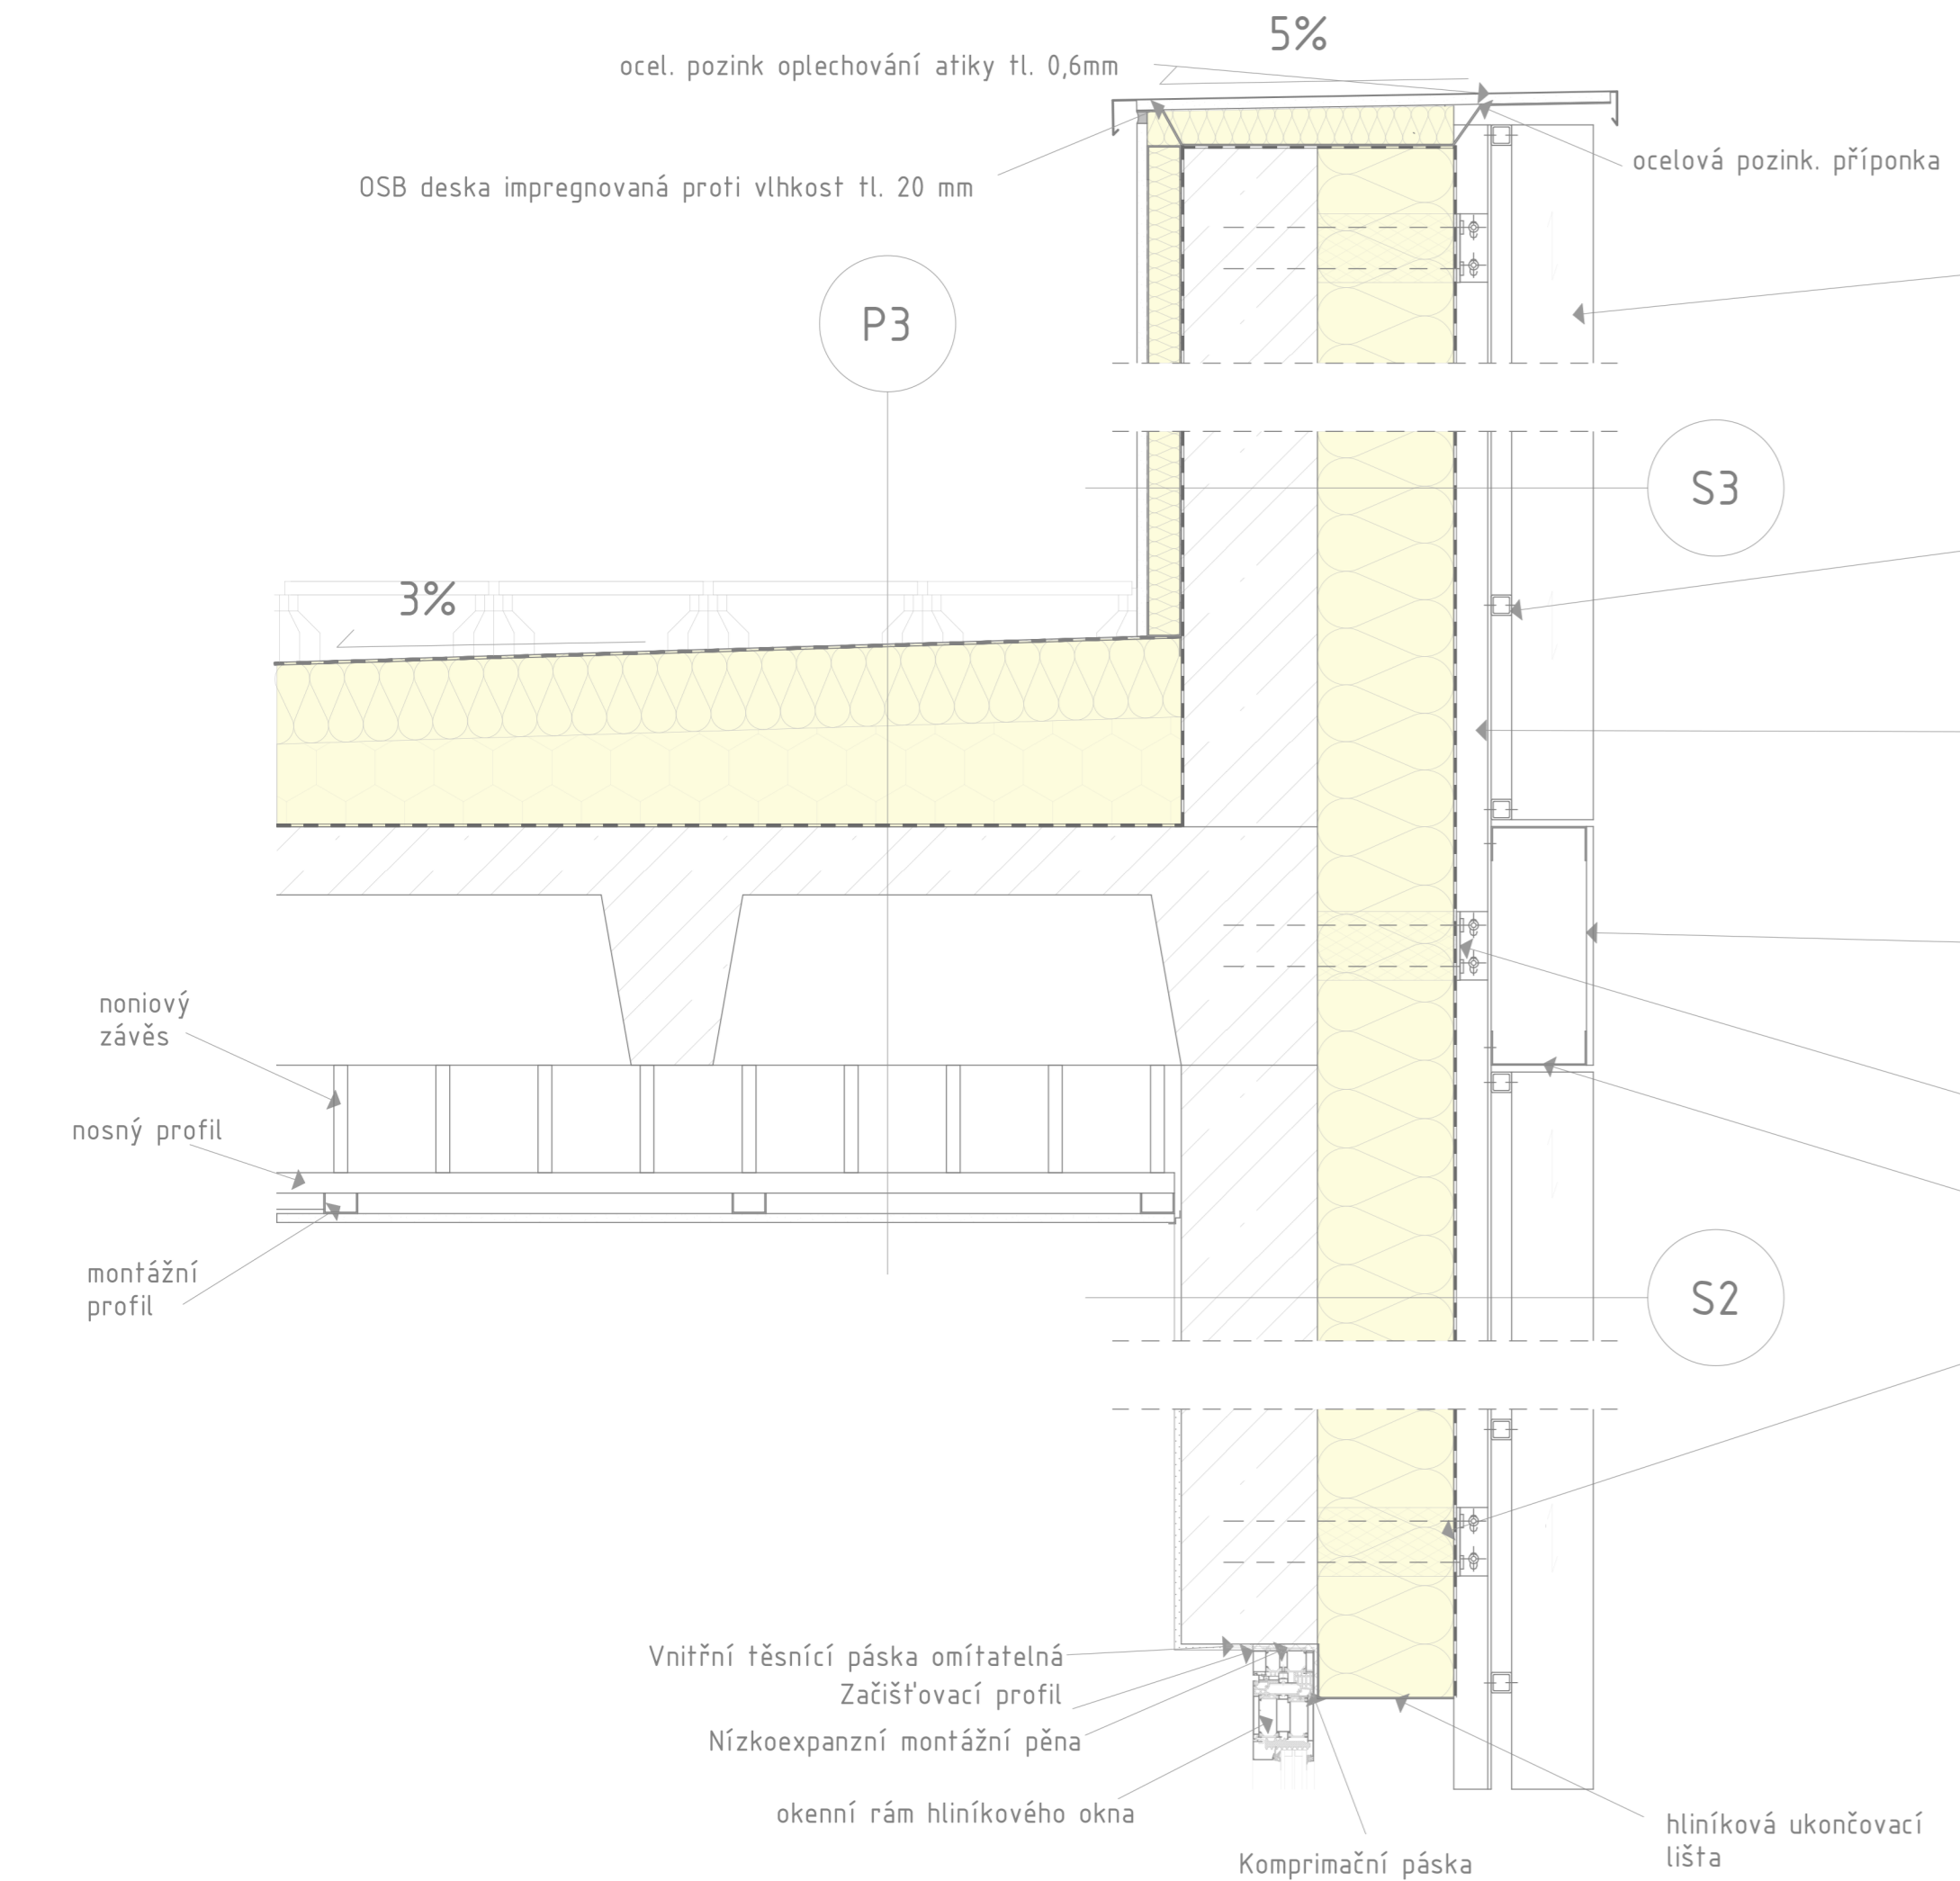 5%
ocel. pozink oplechování atiky tl. 0,6mm
ocelová pozink. příponka
OSB deska impregnovaná proti vlhkost tl. 20 mm
P3
S3
3%
noniový
závěs
nosný profil
montážní
profil
S2
Vnitřní těsnící páska omítatelná
Začišťovací profil
Nízkoexpanzní montážní pěna
okenní rám hliníkového okna
hliníková ukončovací
lišta
Komprimační páska